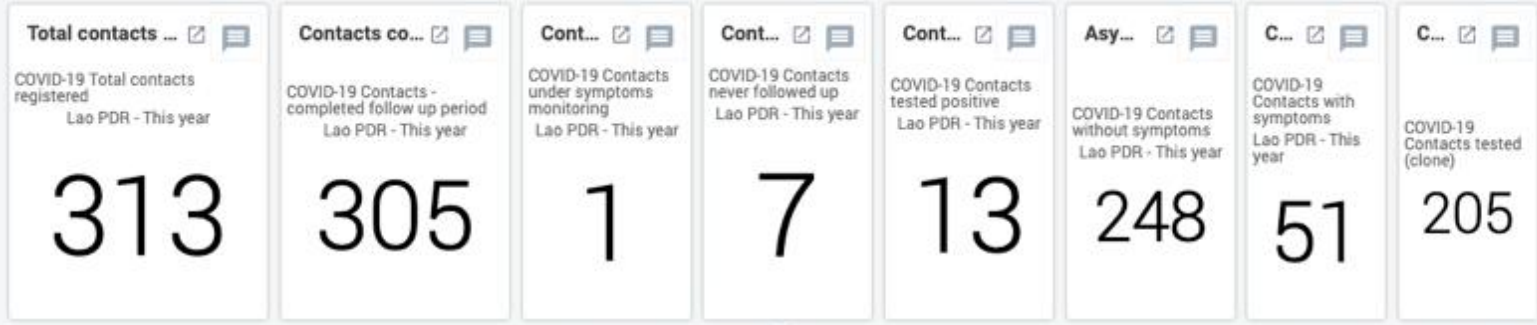 Total contacts ...
COVID-19 Total contacts
registered
Lao PDR - This year
313
Contacts co...
COVID-19 Contacts -
completed follow up period
Lao PDR - This year
305
Cont...
COVID-19 Contacts
under symptoms
monitoring
Lao PDR - This year
1
Cont...
COVID-19 Contacts
never followed up
Lao PDR - This year
7
Cont...
COVID-19 Contacts
tested positive
Lao PDR - This year
13
Asy...
COVID-19 Contacts
without symptoms
Lao PDR - This year
248
C...
COVID-19
Contacts with
symptoms
Lao PDR - This
year
51
C...
COVID-19
Contacts tested
(clone)
205